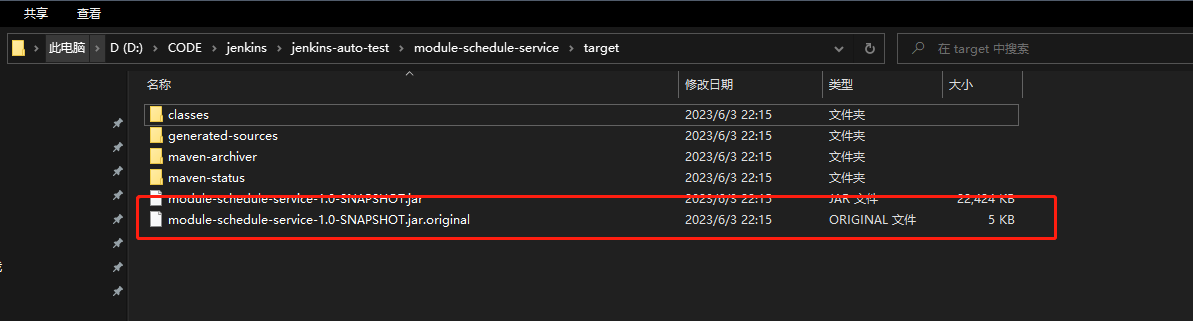 共享 查看
此电脑 D (D:) CODE jenkins jenkins-auto-test module-schedule-service target 在 target 中搜索
名称 修改日期 类型 大小
classes 2023/6/3 22:15 文件夹
generated-sources 2023/6/3 22:15 文件夹
maven-archiver 2023/6/3 22:15 文件夹
maven-status 2023/6/3 22:15 文件夹
module-schedule-service-1.0-SNAPSHOT.jar 2023/6/3 22:15 JAR 文件 22,424 KB
module-schedule-service-1.0-SNAPSHOT.jar.original 2023/6/3 22:15 ORIGINAL 文件 5 KB